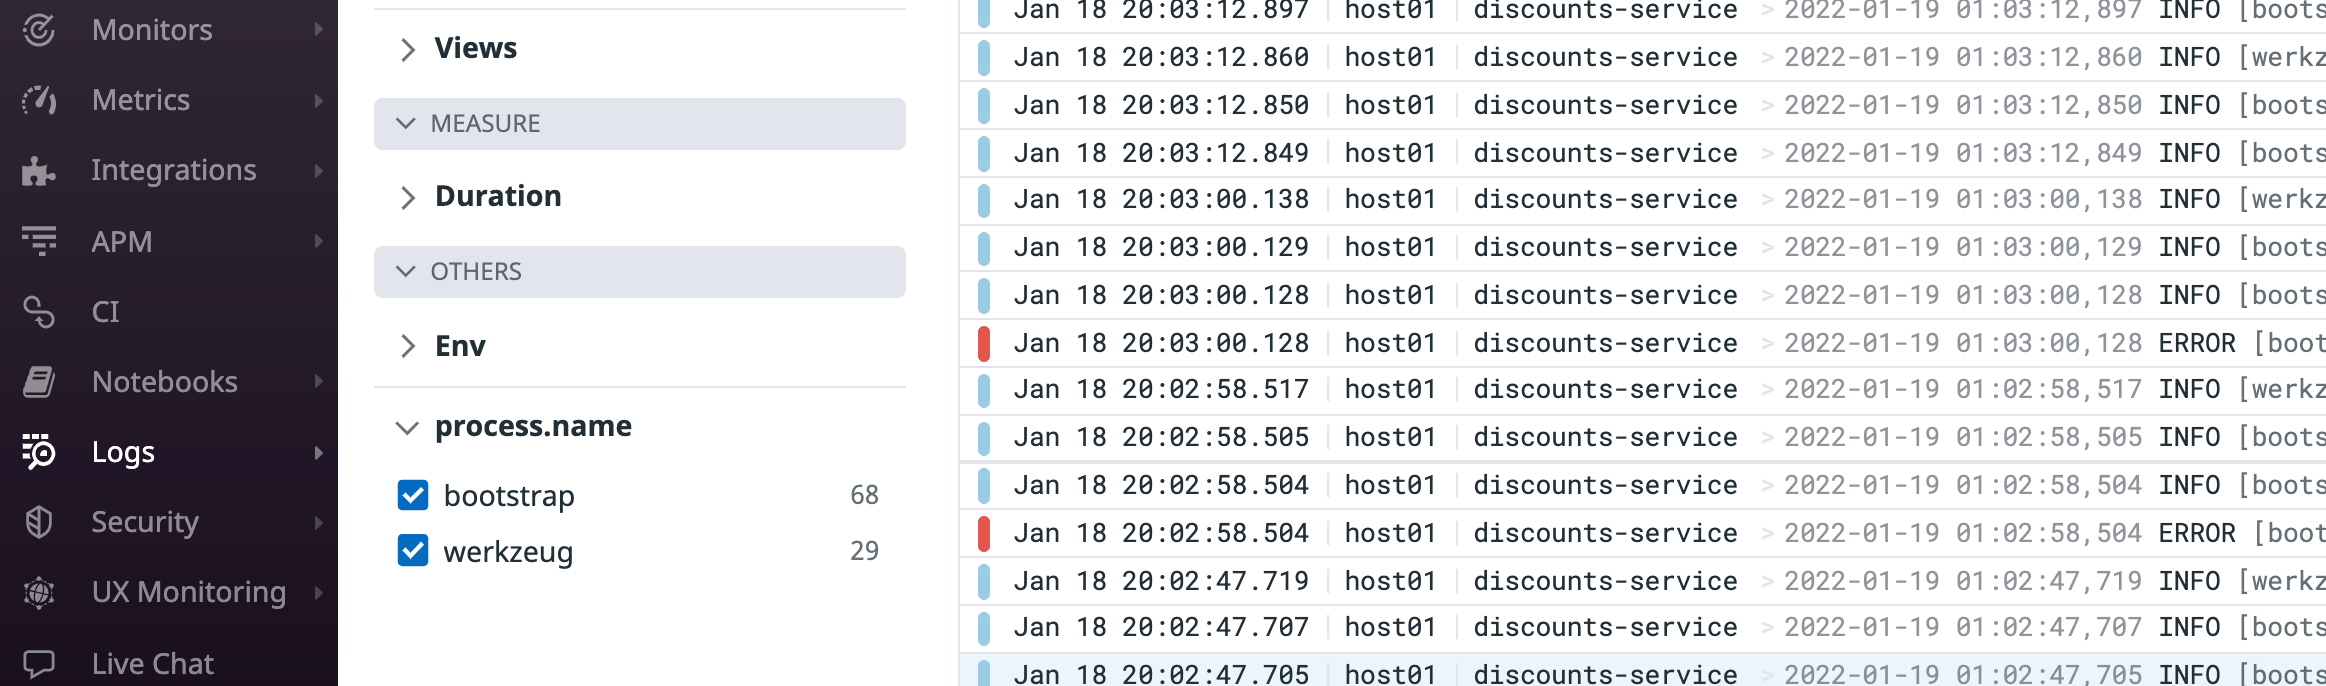 Monitors
Metrics
Integrations
APM
CI
Notebooks
Logs
Security
UX Monitoring
Live Chat
Views
MEASURE
Duration
OTHERS
Env
process.name
bootstrap 68
werkzeug 29
Jan 18 20:03:12.897 host01 discounts-service > 2022-01-19 01:03:12,897 INFO [boots
Jan 18 20:03:12.860 host01 discounts-service > 2022-01-19 01:03:12,860 INFO [werkz
Jan 18 20:03:12.850 host01 discounts-service > 2022-01-19 01:03:12,850 INFO [boots
Jan 18 20:03:12.849 host01 discounts-service > 2022-01-19 01:03:12,849 INFO [boots
Jan 18 20:03:00.138 host01 discounts-service > 2022-01-19 01:03:00,138 INFO [werkz
Jan 18 20:03:00.129 host01 discounts-service > 2022-01-19 01:03:00,129 INFO [boots
Jan 18 20:03:00.128 host01 discounts-service > 2022-01-19 01:03:00,128 INFO [boots
Jan 18 20:03:00.128 host01 discounts-service > 2022-01-19 01:03:00,128 ERROR [boot
Jan 18 20:02:58.517 host01 discounts-service > 2022-01-19 01:02:58,517 INFO [werkz
Jan 18 20:02:58.505 host01 discounts-service > 2022-01-19 01:02:58,505 INFO [boots
Jan 18 20:02:58.504 host01 discounts-service > 2022-01-19 01:02:58,504 INFO [boots
Jan 18 20:02:58.504 host01 discounts-service > 2022-01-19 01:02:58,504 ERROR [boot
Jan 18 20:02:47.719 host01 discounts-service > 2022-01-19 01:02:47,719 INFO [werkz
Jan 18 20:02:47.707 host01 discounts-service > 2022-01-19 01:02:47,707 INFO [boots
Jan 18 20:02:47.705 host01 discounts-service > 2022-01-19 01:02:47,705 INFO [boots